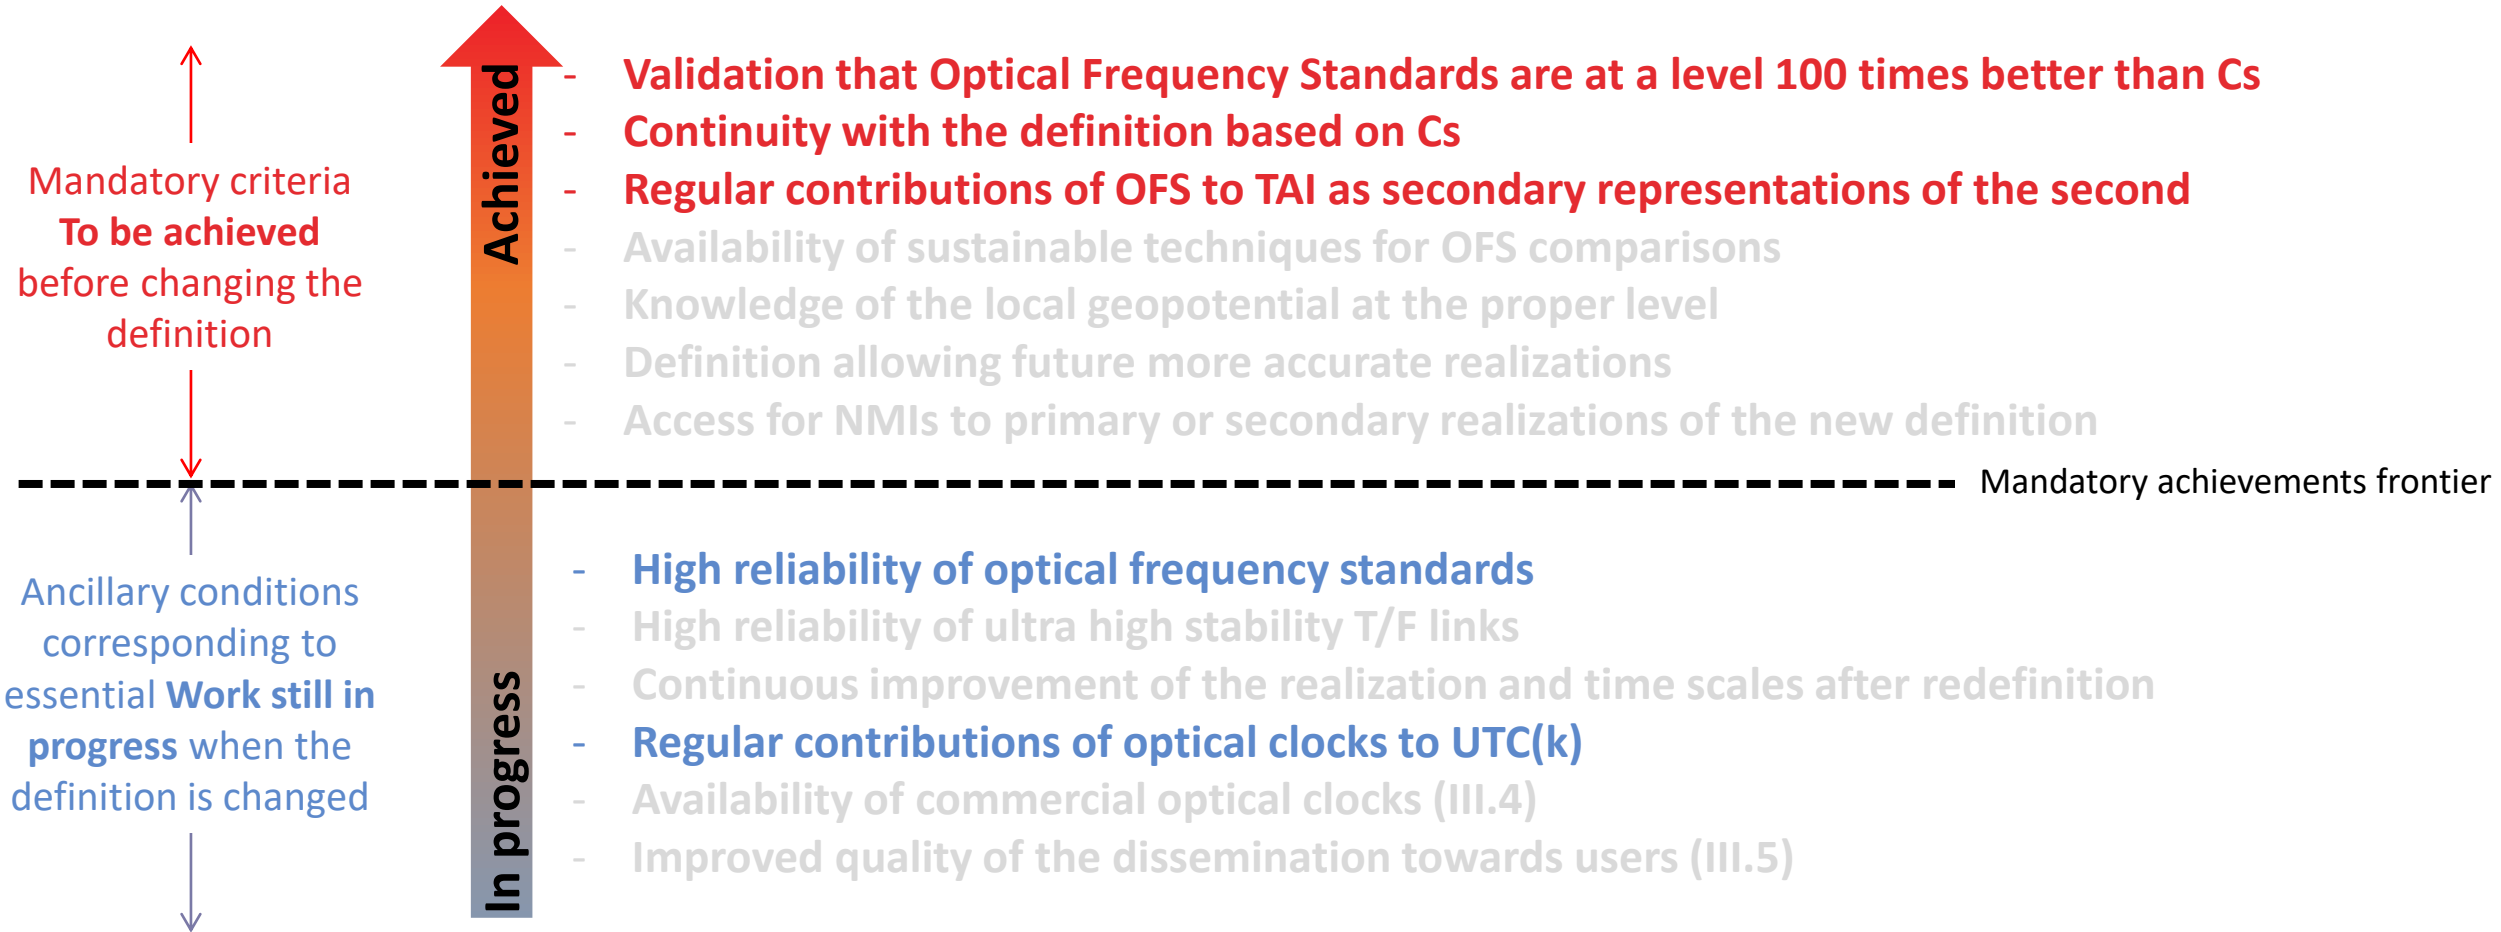 Mandatory criteria
To be achieved
before changing the
definition
Achieved
- Validation that Optical Frequency Standards are at a level 100 times better than Cs
- Continuity with the definition based on Cs
- Regular contributions of OFS to TAI as secondary representations of the second
- Availability of sustainable techniques for OFS comparisons
- Knowledge of the local geopotential at the proper level
- Definition allowing future more accurate realizations
- Access for NMIs to primary or secondary realizations of the new definition
Mandatory achievements frontier
Ancillary conditions
corresponding to
essential Work still in
progress when the
definition is changed
In progress
- High reliability of optical frequency standards
- High reliability of ultra high stability T/F links
- Continuous improvement of the realization and time scales after redefinition
- Regular contributions of optical clocks to UTC(k)
- Availability of commercial optical clocks (III.4)
- Improved quality of the dissemination towards users (III.5)